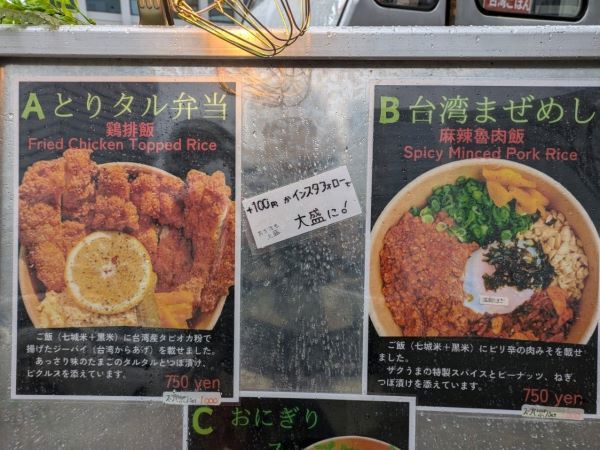 台湾ごはん
A とりタル弁当
鶏排飯
Fried Chicken Topped Rice
ご飯（七城米＋黒米）に台湾産タピオカ粉で
揚げたジーパイ（台湾からあげ）を載せました。
あっさり味のたまごのタルタルとつぼ漬け、
ピクルスを添えています。
750 yen
1000
+100円 かインスタフォローで
大盛に！
B 台湾まぜめし
麻辣魯肉飯
Spicy Minced Pork Rice
ご飯（七城米＋黒米）にピリ辛の肉みそを載せ
ました。
ザクうまの特製スパイスとピーナッツ、ねぎ、
つぼ漬けを添えています。
750 yen
C おにぎり